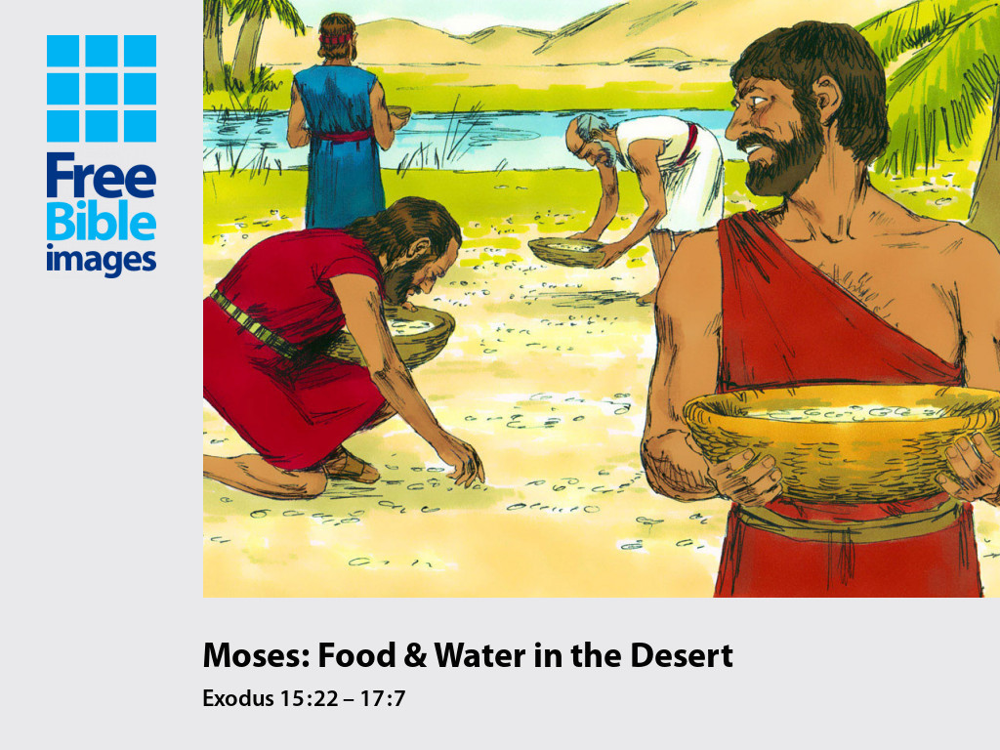 Free
Bible
images
Moses: Food & Water in the Desert
Exodus 15:22 – 17:7